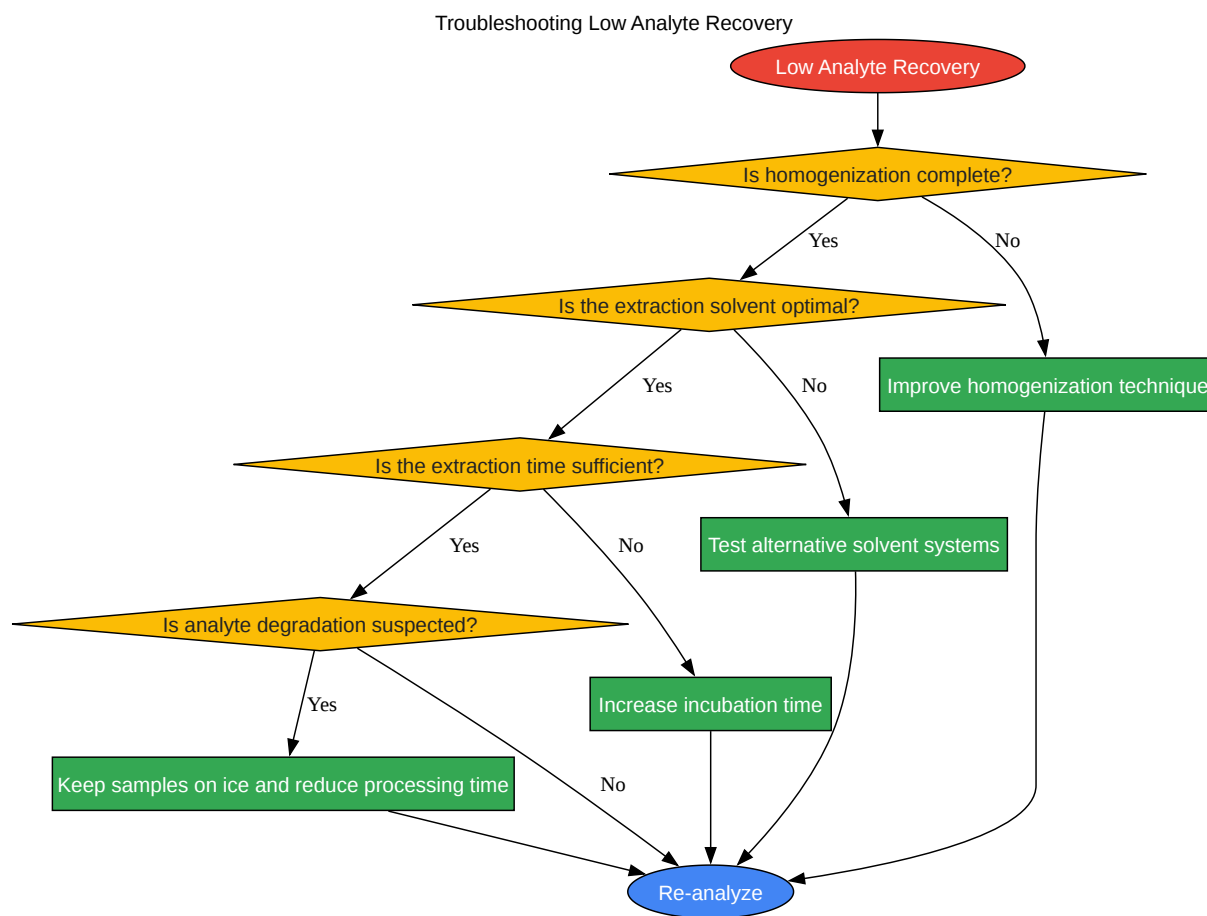 Troubleshooting Low Analyte Recovery
Low Analyte Recovery
Is homogenization complete?
Yes
No
Is the extraction solvent optimal?
Yes
No
Improve homogenization technique
Is the extraction time sufficient?
Yes
No
Test alternative solvent systems
Is analyte degradation suspected?
Yes
Increase incubation time
Keep samples on ice and reduce processing time
No
Re-analyze